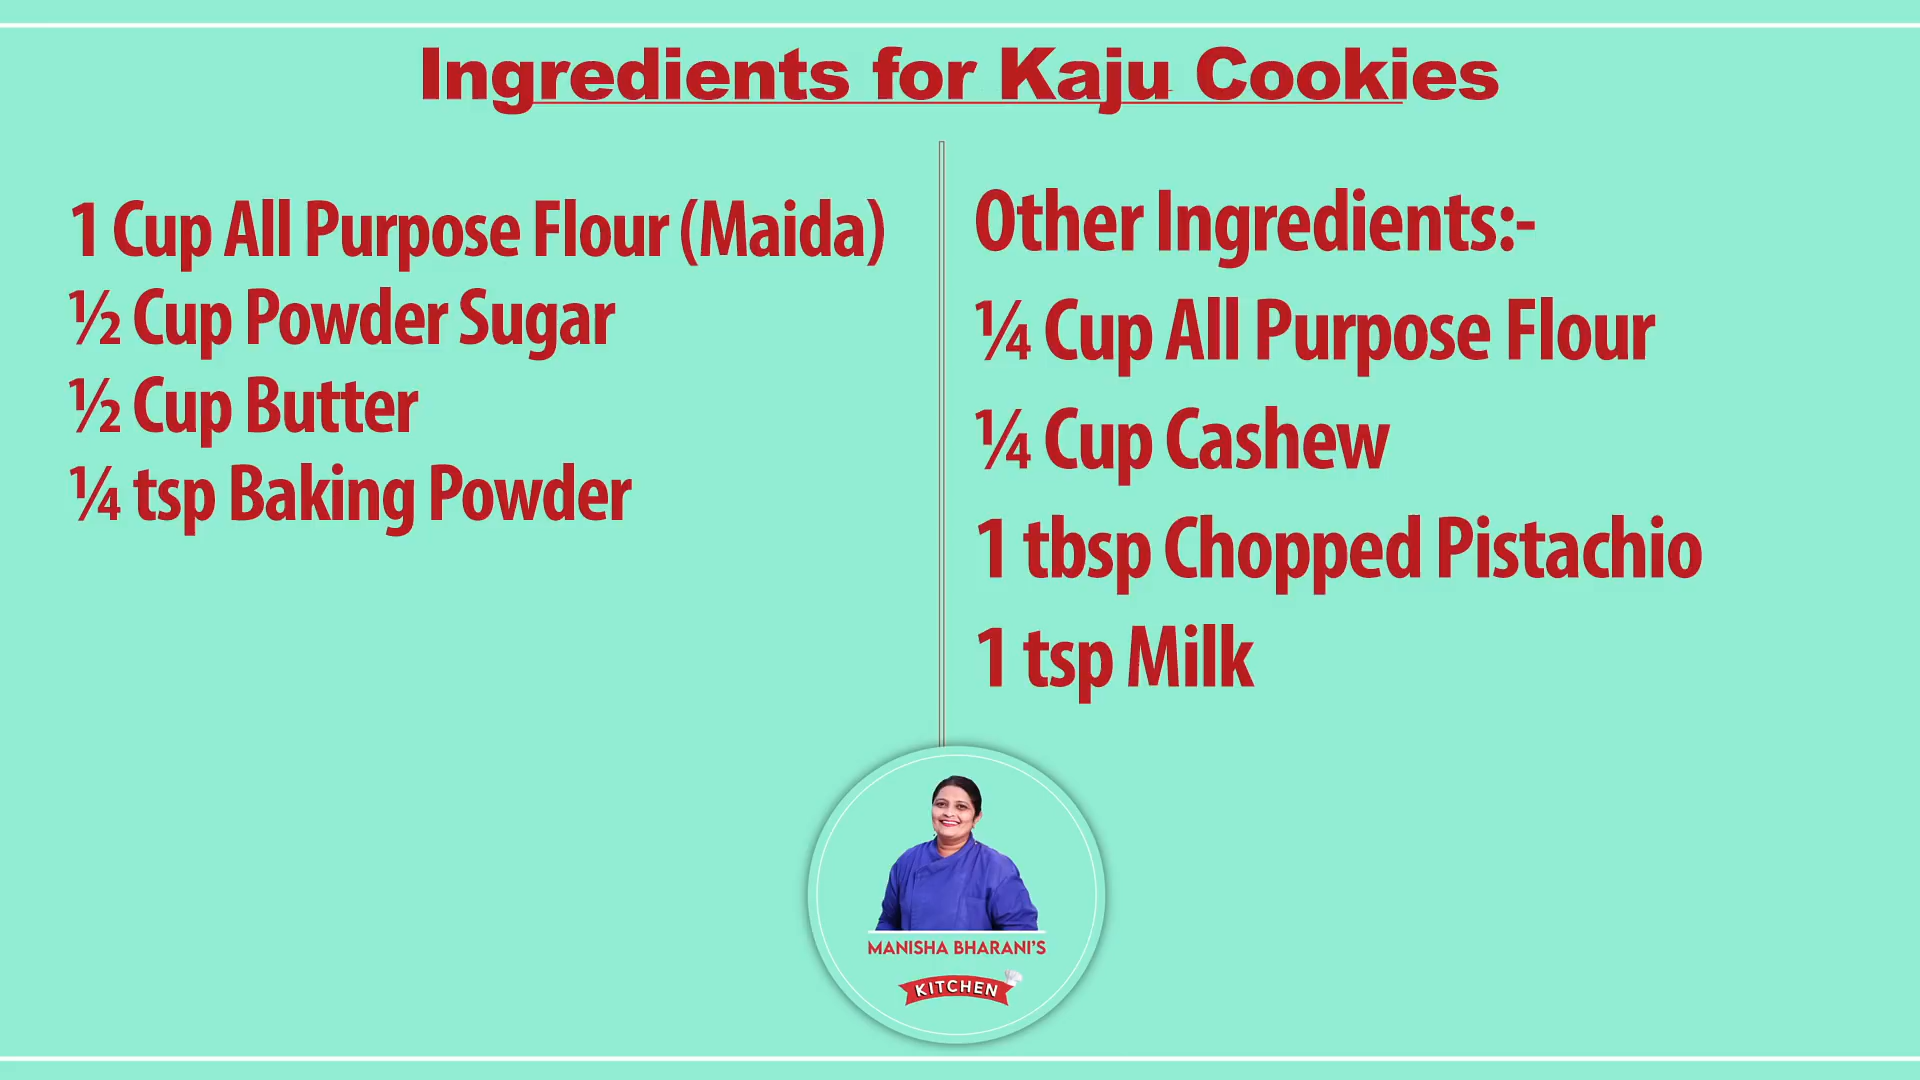 Ingredients for Kaju Cookies
1 Cup All Purpose Flour (Maida)
½ Cup Powder Sugar
½ Cup Butter
¼ tsp Baking Powder
Other Ingredients:-
¼ Cup All Purpose Flour
¼ Cup Cashew
1 tbsp Chopped Pistachio
1 tsp Milk
MANISHA BHARANI'S
KITCHEN